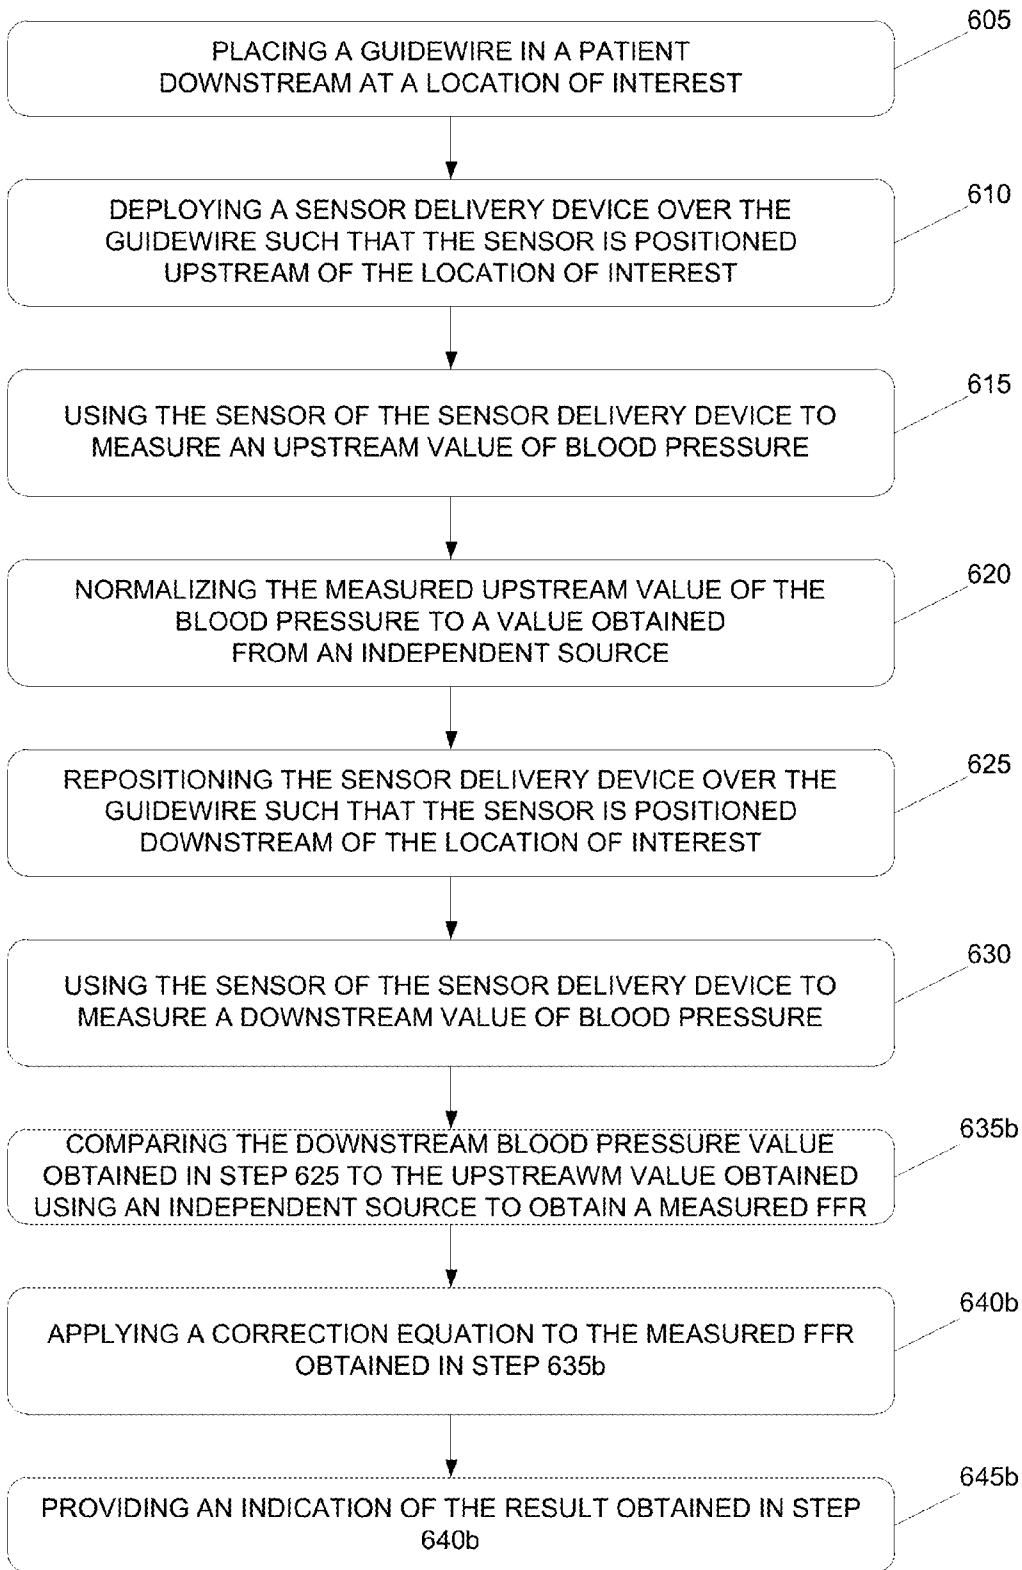 605
PLACING A GUIDEWIRE IN A PATIENT
DOWNSTREAM AT A LOCATION OF INTEREST
610
DEPLOYING A SENSOR DELIVERY DEVICE OVER THE
GUIDEWIRE SUCH THAT THE SENSOR IS POSITIONED
UPSTREAM OF THE LOCATION OF INTEREST
615
USING THE SENSOR OF THE SENSOR DELIVERY DEVICE TO
MEASURE AN UPSTREAM VALUE OF BLOOD PRESSURE
620
NORMALIZING THE MEASURED UPSTREAM VALUE OF THE
BLOOD PRESSURE TO A VALUE OBTAINED
FROM AN INDEPENDENT SOURCE
625
REPOSITIONING THE SENSOR DELIVERY DEVICE OVER THE
GUIDEWIRE SUCH THAT THE SENSOR IS POSITIONED
DOWNSTREAM OF THE LOCATION OF INTEREST
630
USING THE SENSOR OF THE SENSOR DELIVERY DEVICE TO
MEASURE A DOWNSTREAM VALUE OF BLOOD PRESSURE
635b
COMPARING THE DOWNSTREAM BLOOD PRESSURE VALUE
OBTAINED IN STEP 625 TO THE UPSTREAWM VALUE OBTAINED
USING AN INDEPENDENT SOURCE TO OBTAIN A MEASURED FFR
640b
APPLYING A CORRECTION EQUATION TO THE MEASURED FFR
OBTAINED IN STEP 635b
645b
PROVIDING AN INDICATION OF THE RESULT OBTAINED IN STEP
640b